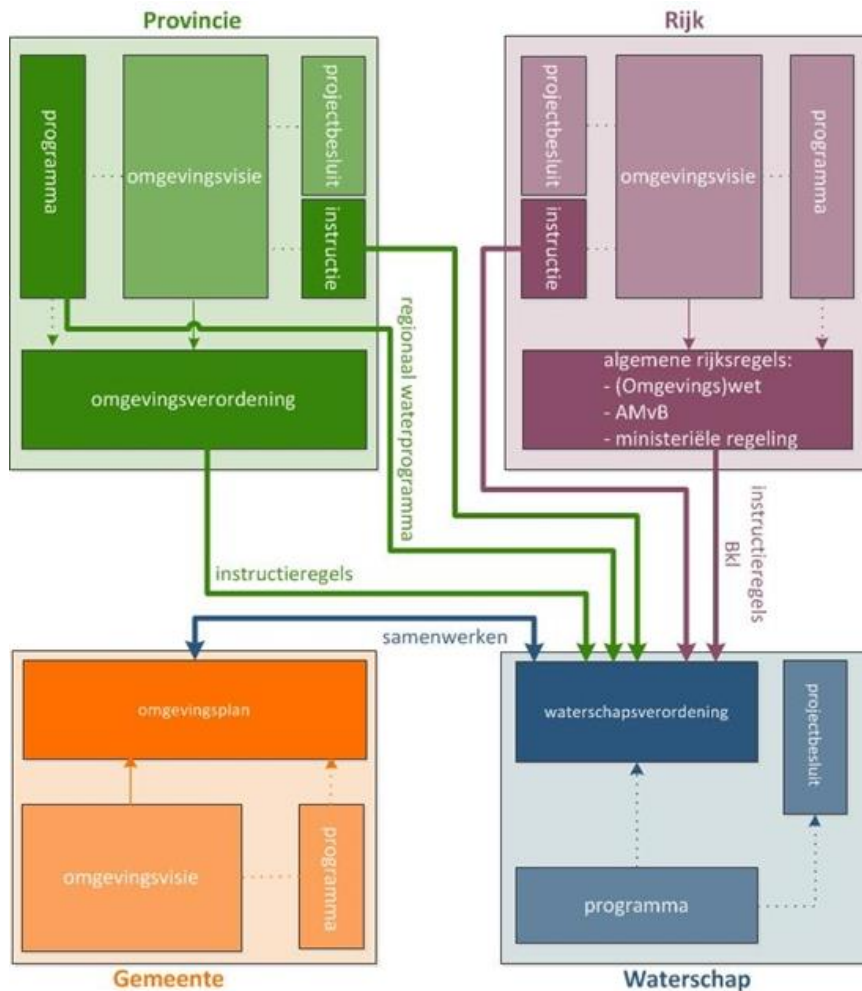 Provincie
programma
omgevingsvisie
projectbesluit
instructie
omgevingsverordening
Rijk
projectbesluit
instructie
omgevingsvisie
programma
algemene rijksregels:
- (Omgevings)wet
- AMvB
- ministeriële regeling
regionaal waterprogramma
instructieregels
instructieregels
Bkl
samenwerken
omgevingsplan
omgevingsvisie
programma
Gemeente
waterschapsverordening
projectbesluit
programma
Waterschap